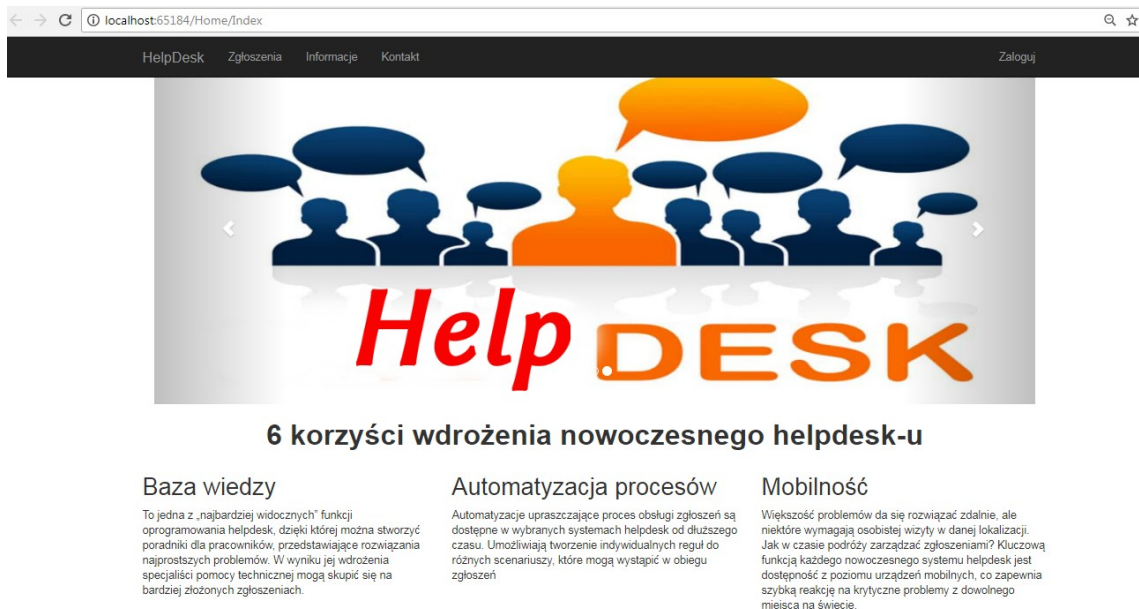 localhost:65184/Home/Index
HelpDesk Zgłoszenia Informacje Kontakt Zaloguj
Help DESK
6 korzyści wdrożenia nowoczesnego helpdesk-u
Baza wiedzy
To jedna z „najbardziej widocznych” funkcji
oprogramowania helpdesk, dzięki której można stworzyć
poradniki dla pracowników, przedstawiające rozwiązania
najprostszych problemów. W wyniku jej wdrożenia
specjaliści pomocy technicznej mogą skupić się na
bardziej złożonych zgłoszeniach.
Automatyzacja procesów
Automatyzacje upraszczające proces obsługi zgłoszeń są
dostępne w wybranych systemach helpdesk od dłuższego
czasu. Umożliwiają tworzenie indywidualnych reguł do
różnych scenariuszy, które mogą wystąpić w obiegu
zgłoszeń
Mobilność
Większość problemów da się rozwiązać zdalnie, ale
niektóre wymagają osobistej wizyty w danej lokalizacji.
Jak w czasie podróży zarządzać zgłoszeniami? Kluczową
funkcją każdego nowoczesnego systemu helpdesk jest
dostępność z poziomu urządzeń mobilnych, co zapewnia
szybką reakcję na krytyczne problemy z dowolnego
miejsca na świecie.